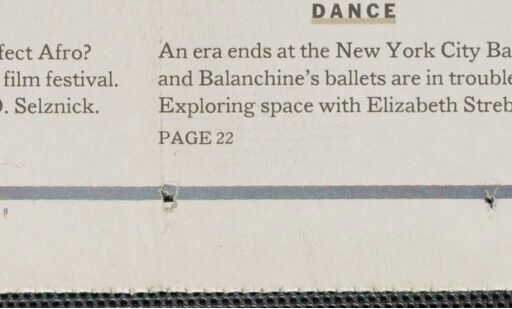 DANCE
fect Afro?
film festival.
. Selznick.
An era ends at the New York City Ba
and Balanchine's ballets are in trouble
Exploring space with Elizabeth Streb
PAGE 22